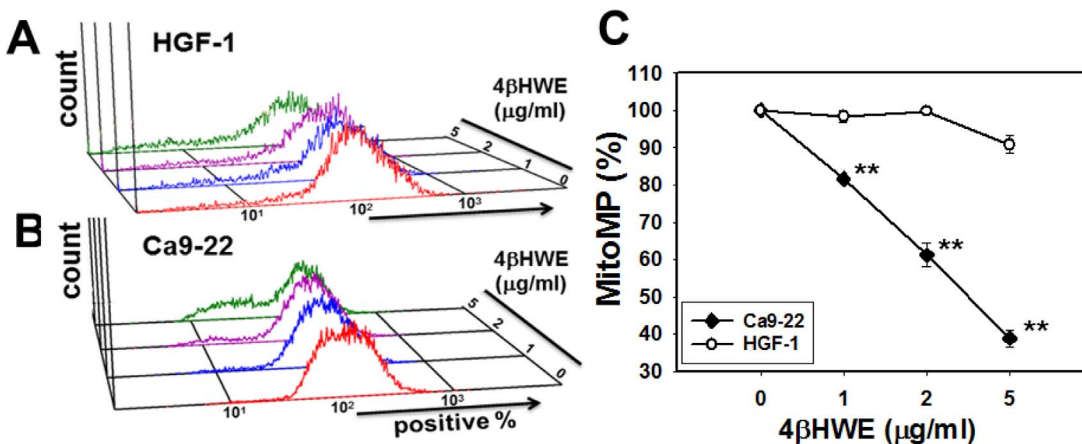 A
HGF-1
count
4βHWE
(μg/ml)
5
2
1
0
10¹
10²
10³
B
Ca9-22
count
4βHWE
(μg/ml)
5
2
1
0
10¹
10²
10³
positive %
C
MitoMP (%)
110
100
90
80
70
60
50
40
30
**
**
**
Ca9-22
HGF-1
0 1 2 5
4βHWE (μg/ml)